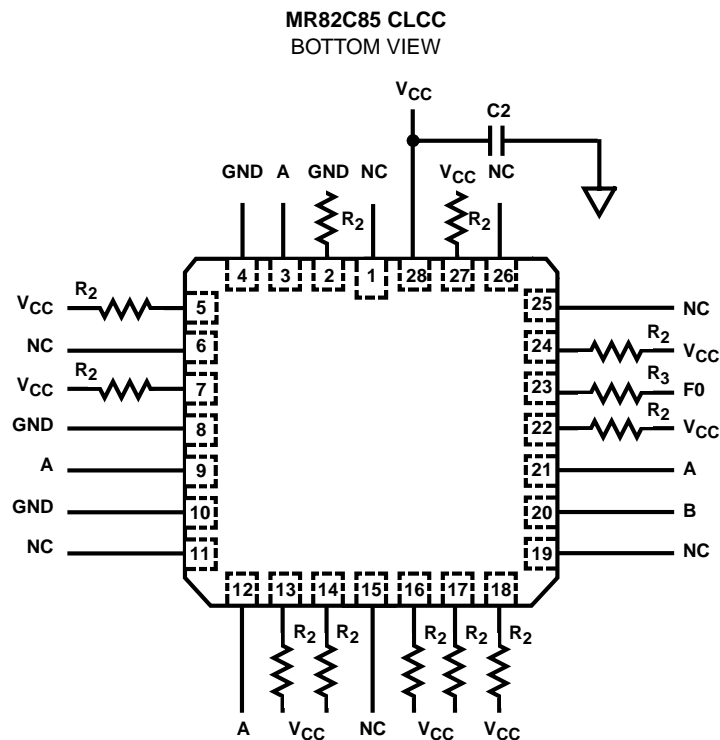 MR82C85 CLCC
BOTTOM VIEW
VCC
C2
GND A GND NC VCC NC
R2 R2
4 3 2 1 28 27 26
VCC R2 5
NC 6
VCC R2 7
GND 8
A 9
GND 10
NC 11
25 NC
24 R2 VCC
23 R3 F0
22 R2 VCC
21 A
20 B
19 NC
12 13 14 15 16 17 18
R2 R2 R2 R2 R2
A VCC NC VCC VCC